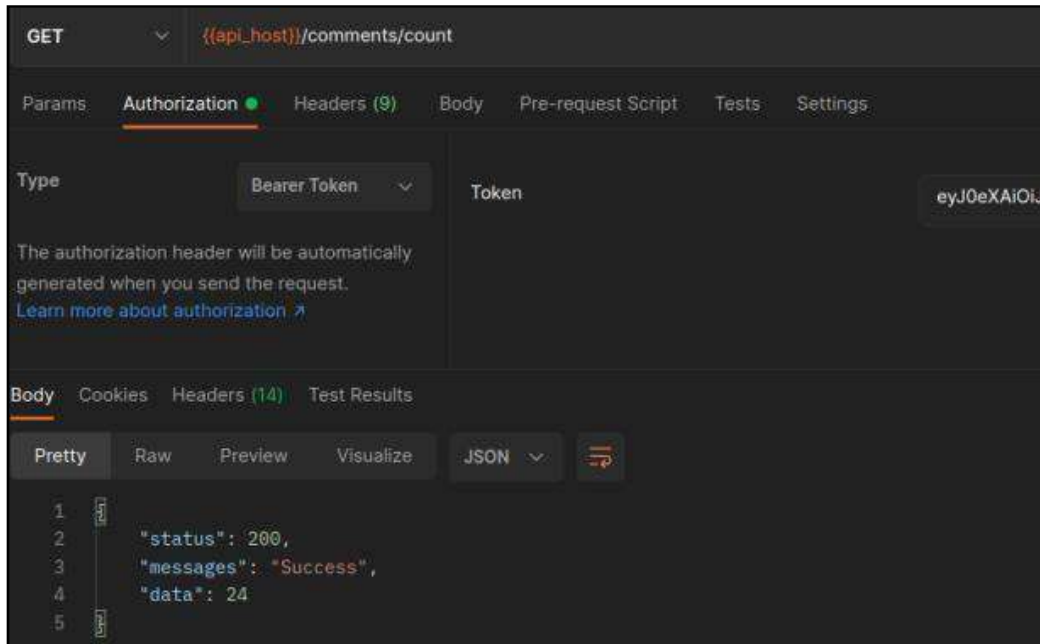 GET {{api_host}}/comments/count
Params Authorization Headers (9) Body Pre-request Script Tests Settings
Type Bearer Token Token eyJ0eXAiOiJ
The authorization header will be automatically
generated when you send the request.
Learn more about authorization ↗
Body Cookies Headers (14) Test Results
Pretty Raw Preview Visualize JSON
1 {
2 "status": 200,
3 "messages": "Success",
4 "data": 24
5 }